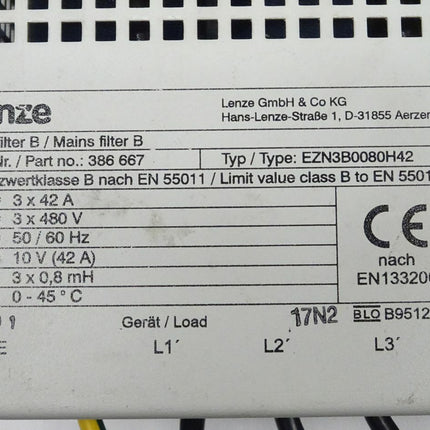 nze
Lenze GmbH & Co KG
Hans-Lenze-Straße 1, D-31855 Aerzen
filter B / Mains filter B
Nr. / Part no.: 386 667
Typ / Type: EZN3B0080H42
zwertklasse B nach EN 55011 / Limit value class B to EN 5501
3 x 42 A
3 x 480 V
50 / 60 Hz
10 V (42 A)
3 x 0,8 mH
0 - 45 °C
CE
nach
EN133200
Gerät / Load
17N2
BLO B9512
E
L1´
L2´
L3´